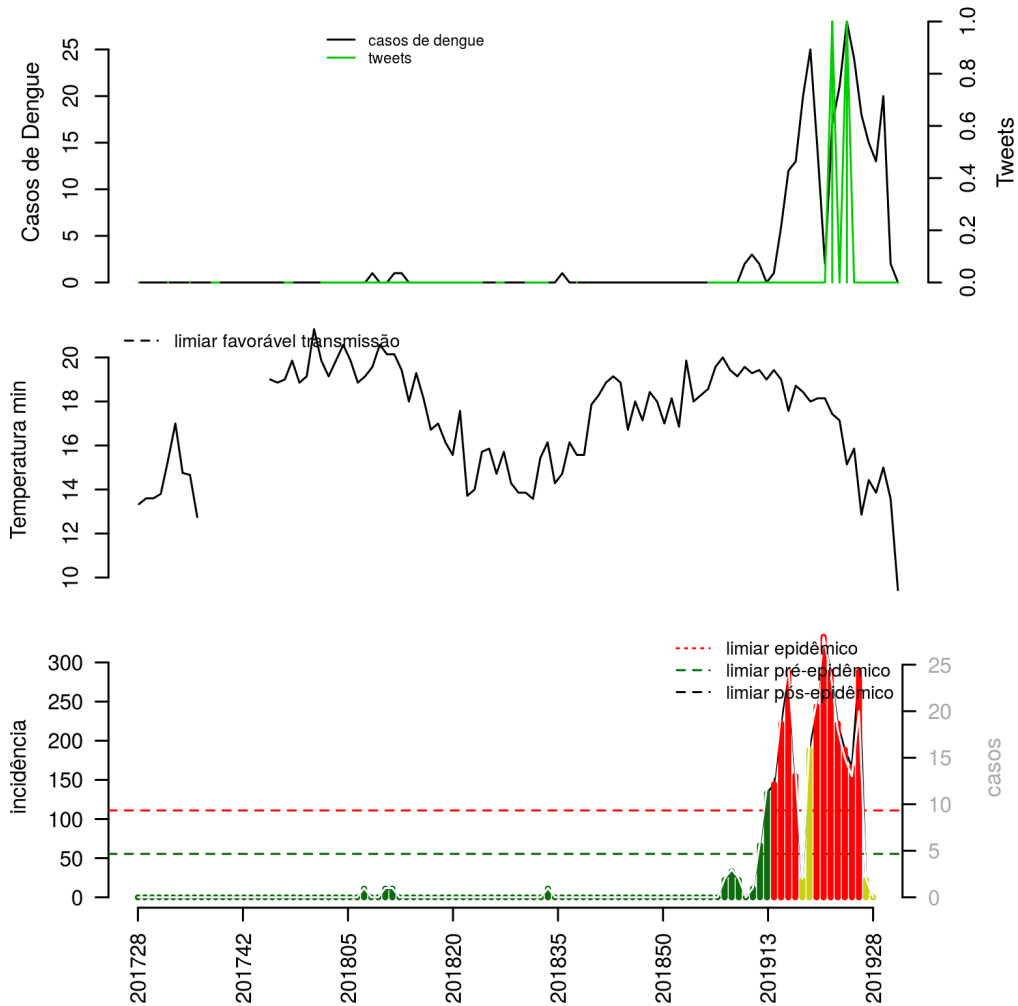 casos de dengue
tweets
Casos de Dengue
0 5 10 15 20 25
Tweets
0.0 0.2 0.4 0.6 0.8 1.0
limiar favorável transmissão
Temperatura min
10 12 14 16 18 20
limiar epidêmico
limiar pré-epidêmico
limiar pós-epidêmico
incidência
0 50 100 150 200 250 300
casos
0 5 10 15 20 25
201728 201742 201805 201820 201835 201850 201913 201928